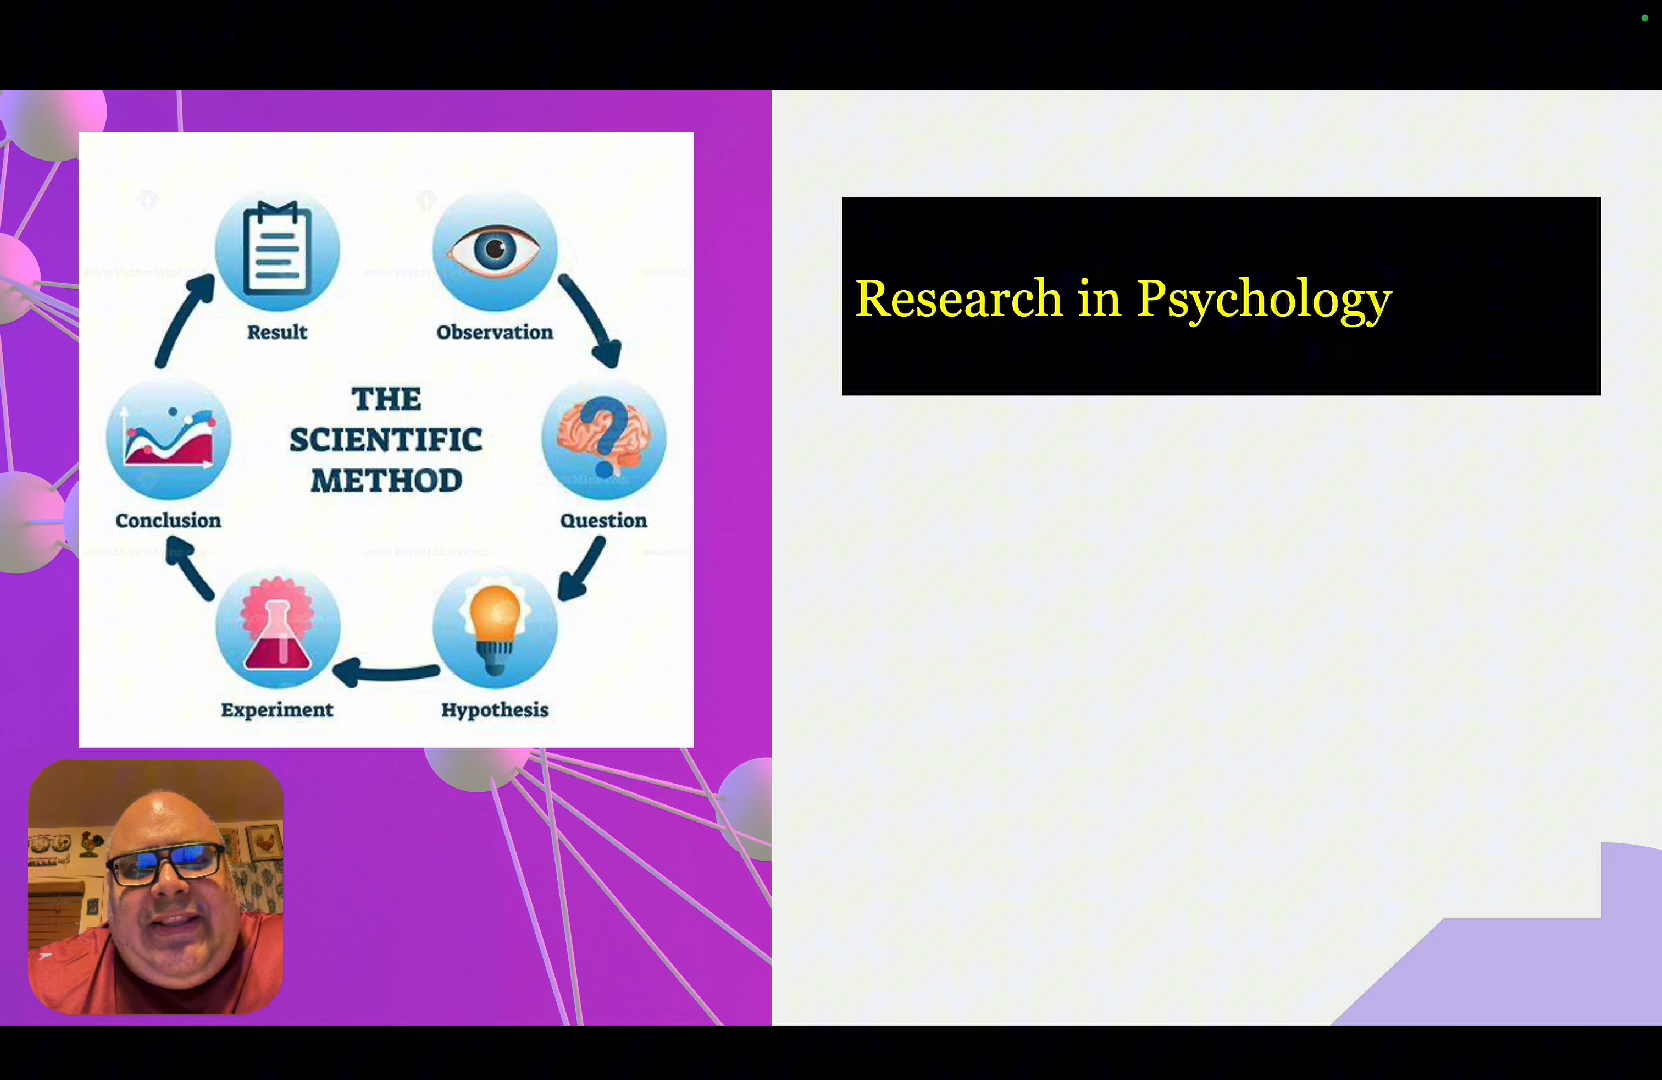 Research in Psychology
THE
SCIENTIFIC
METHOD
Observation
Question
Hypothesis
Experiment
Conclusion
Result